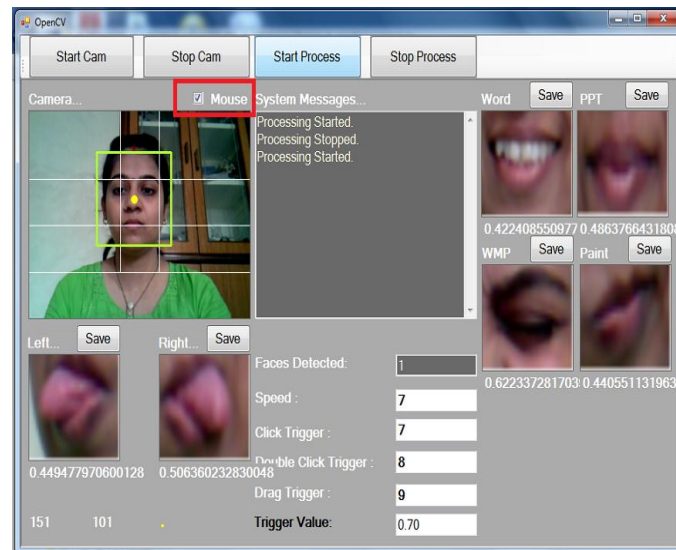 OpenCV
Start Cam Stop Cam Start Process Stop Process
Camera... Mouse System Messages... Word Save PPT Save
Processing Started.
Processing Stopped.
Processing Started.
0.422408550977 0.486376643180
WMP Save Paint Save
Left... Save Right... Save
Faces Detected: 1
0.622337281703 0.440551131963
Speed : 7
Click Trigger : 7
Double Click Trigger : 8
0.449477970600128 0.506360232830048
Drag Trigger : 9
151 101 . Trigger Value: 0.70